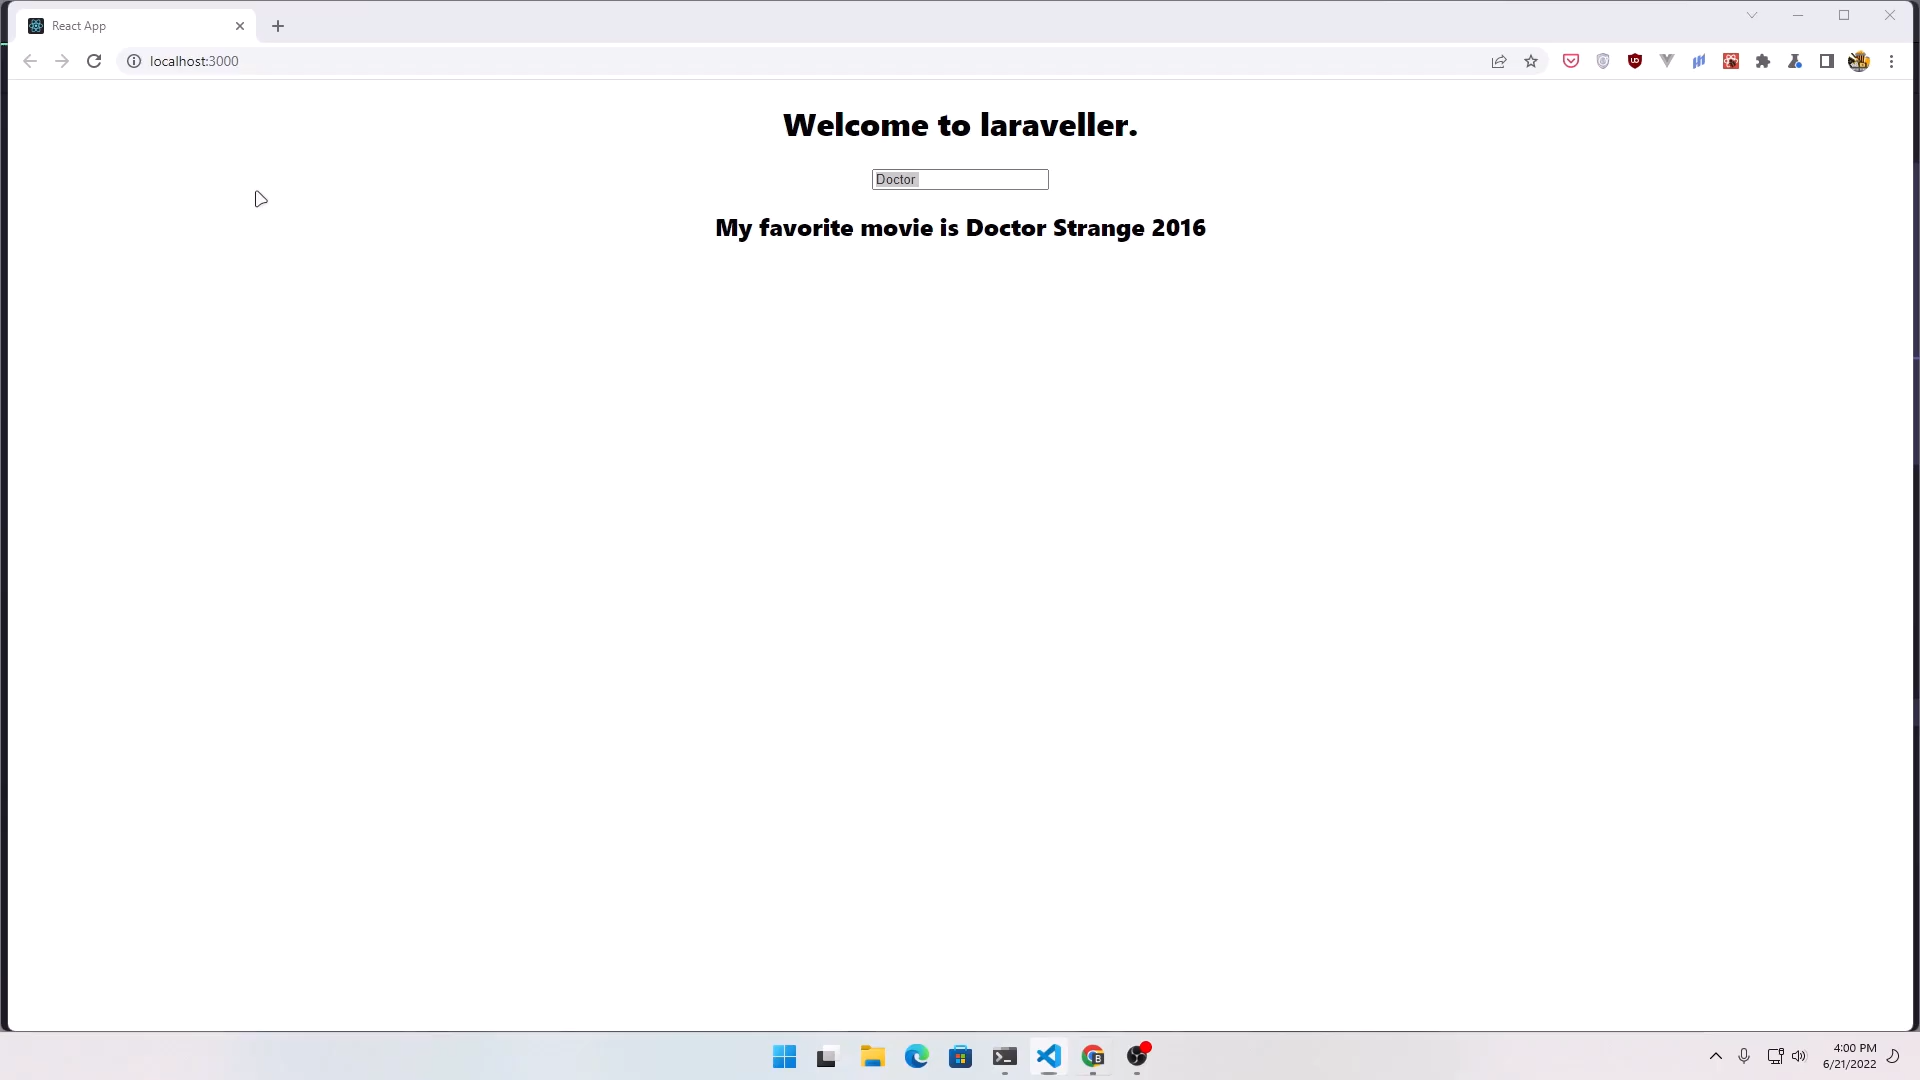 React App
localhost:3000
Welcome to laraveller.
Doctor
My favorite movie is Doctor Strange 2016
4:00 PM
6/21/2022